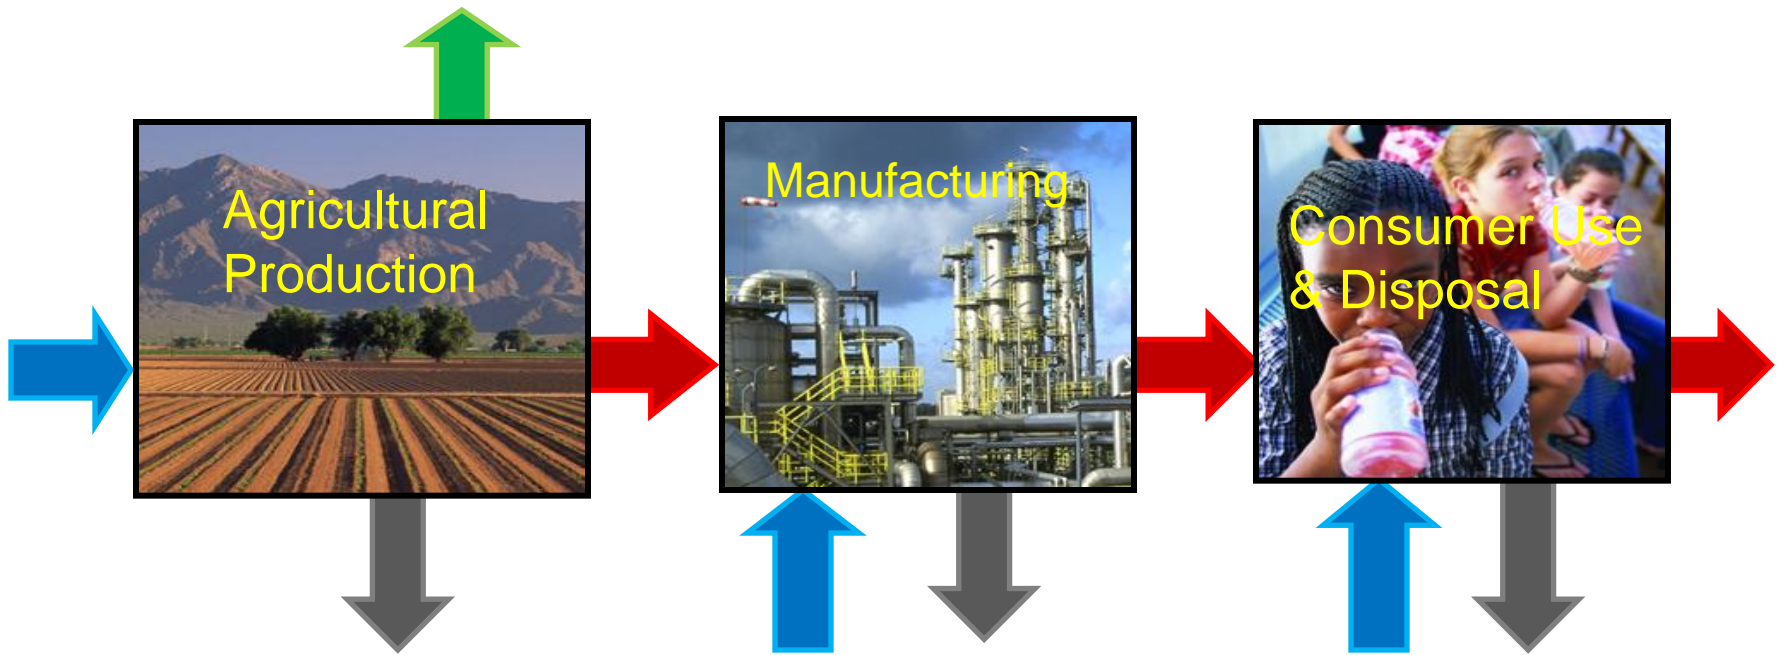 Agricultural
Production
Manufacturing
Consumer Use
& Disposal